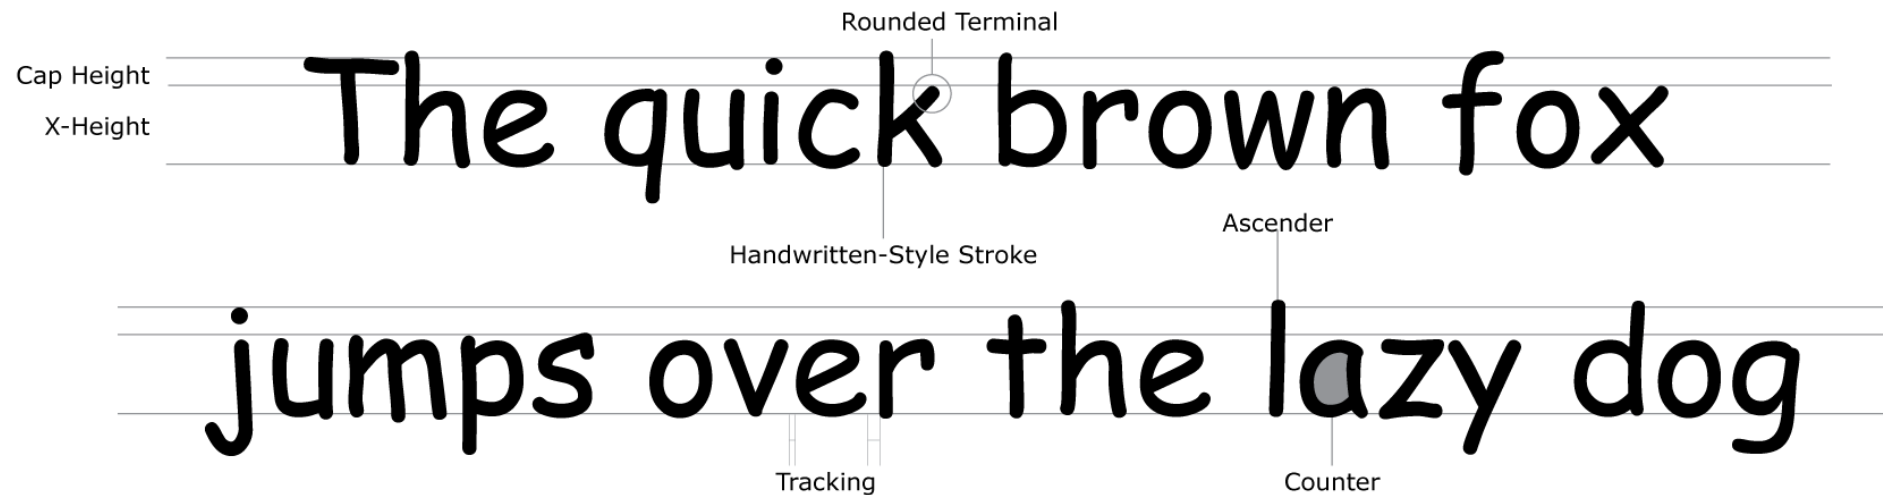 Rounded Terminal
Cap Height
X-Height
The quick brown fox
Handwritten-Style Stroke
Ascender
jumps over the lazy dog
Tracking
Counter